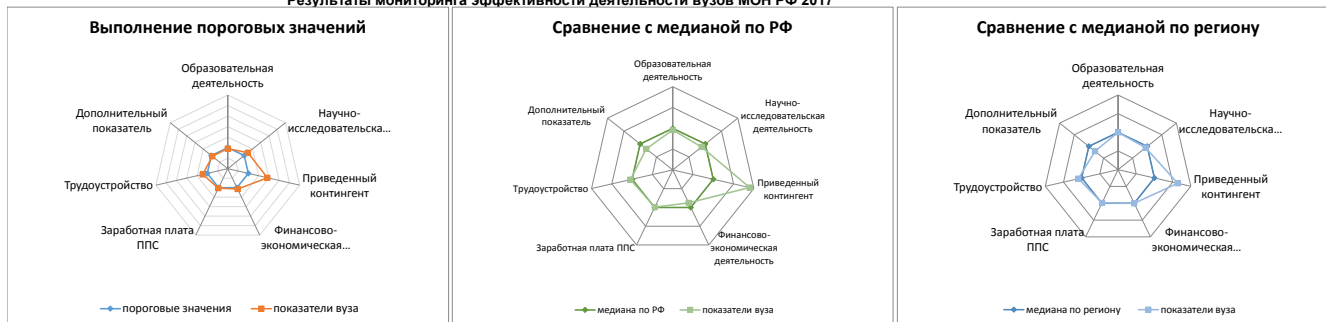 Результаты мониторинга эффективности деятельности вузов МОН РФ 2017
Выполнение пороговых значений
Образовательная
деятельность
Научно-
исследовательска...
Приведенный
контингент
Финансово-
экономическая...
Заработная плата
ППС
Трудоустройство
Дополнительный
показатель
пороговые значения
показатели вуза
Сравнение с медианой по РФ
Образовательная
деятельность
Научно-
исследовательская
деятельность
Приведенный
контингент
Финансово-
экономическая
деятельность
Заработная плата ППС
Трудоустройство
Дополнительный
показатель
медиана по РФ
показатели вуза
Сравнение с медианой по региону
Образовательная
деятельность
Научно-
исследовательска...
Приведенный
контингент
Финансово-
экономическая...
Заработная плата
ППС
Трудоустройство
Дополнительный
показатель
медиана по региону
показатели вуза